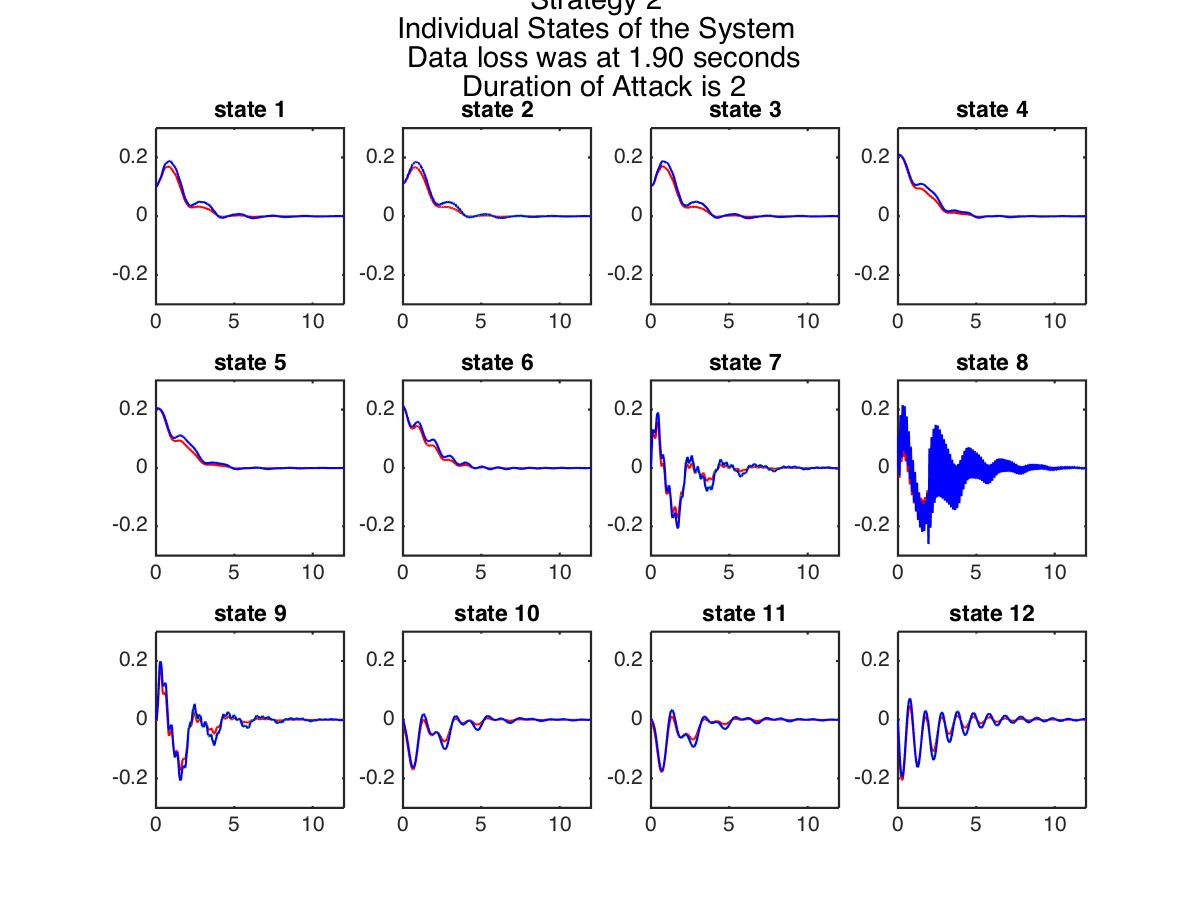 Strategy 2
Individual States of the System
Data loss was at 1.90 seconds
Duration of Attack is 2
state 1 state 2 state 3 state 4
0.2 0.2 0.2 0.2
0 0 0 0
-0.2 -0.2 -0.2 -0.2
0 5 10 0 5 10 0 5 10 0 5 10
state 5 state 6 state 7 state 8
0.2 0.2 0.2 0.2
0 0 0 0
-0.2 -0.2 -0.2 -0.2
0 5 10 0 5 10 0 5 10 0 5 10
state 9 state 10 state 11 state 12
0.2 0.2 0.2 0.2
0 0 0 0
-0.2 -0.2 -0.2 -0.2
0 5 10 0 5 10 0 5 10 0 5 10